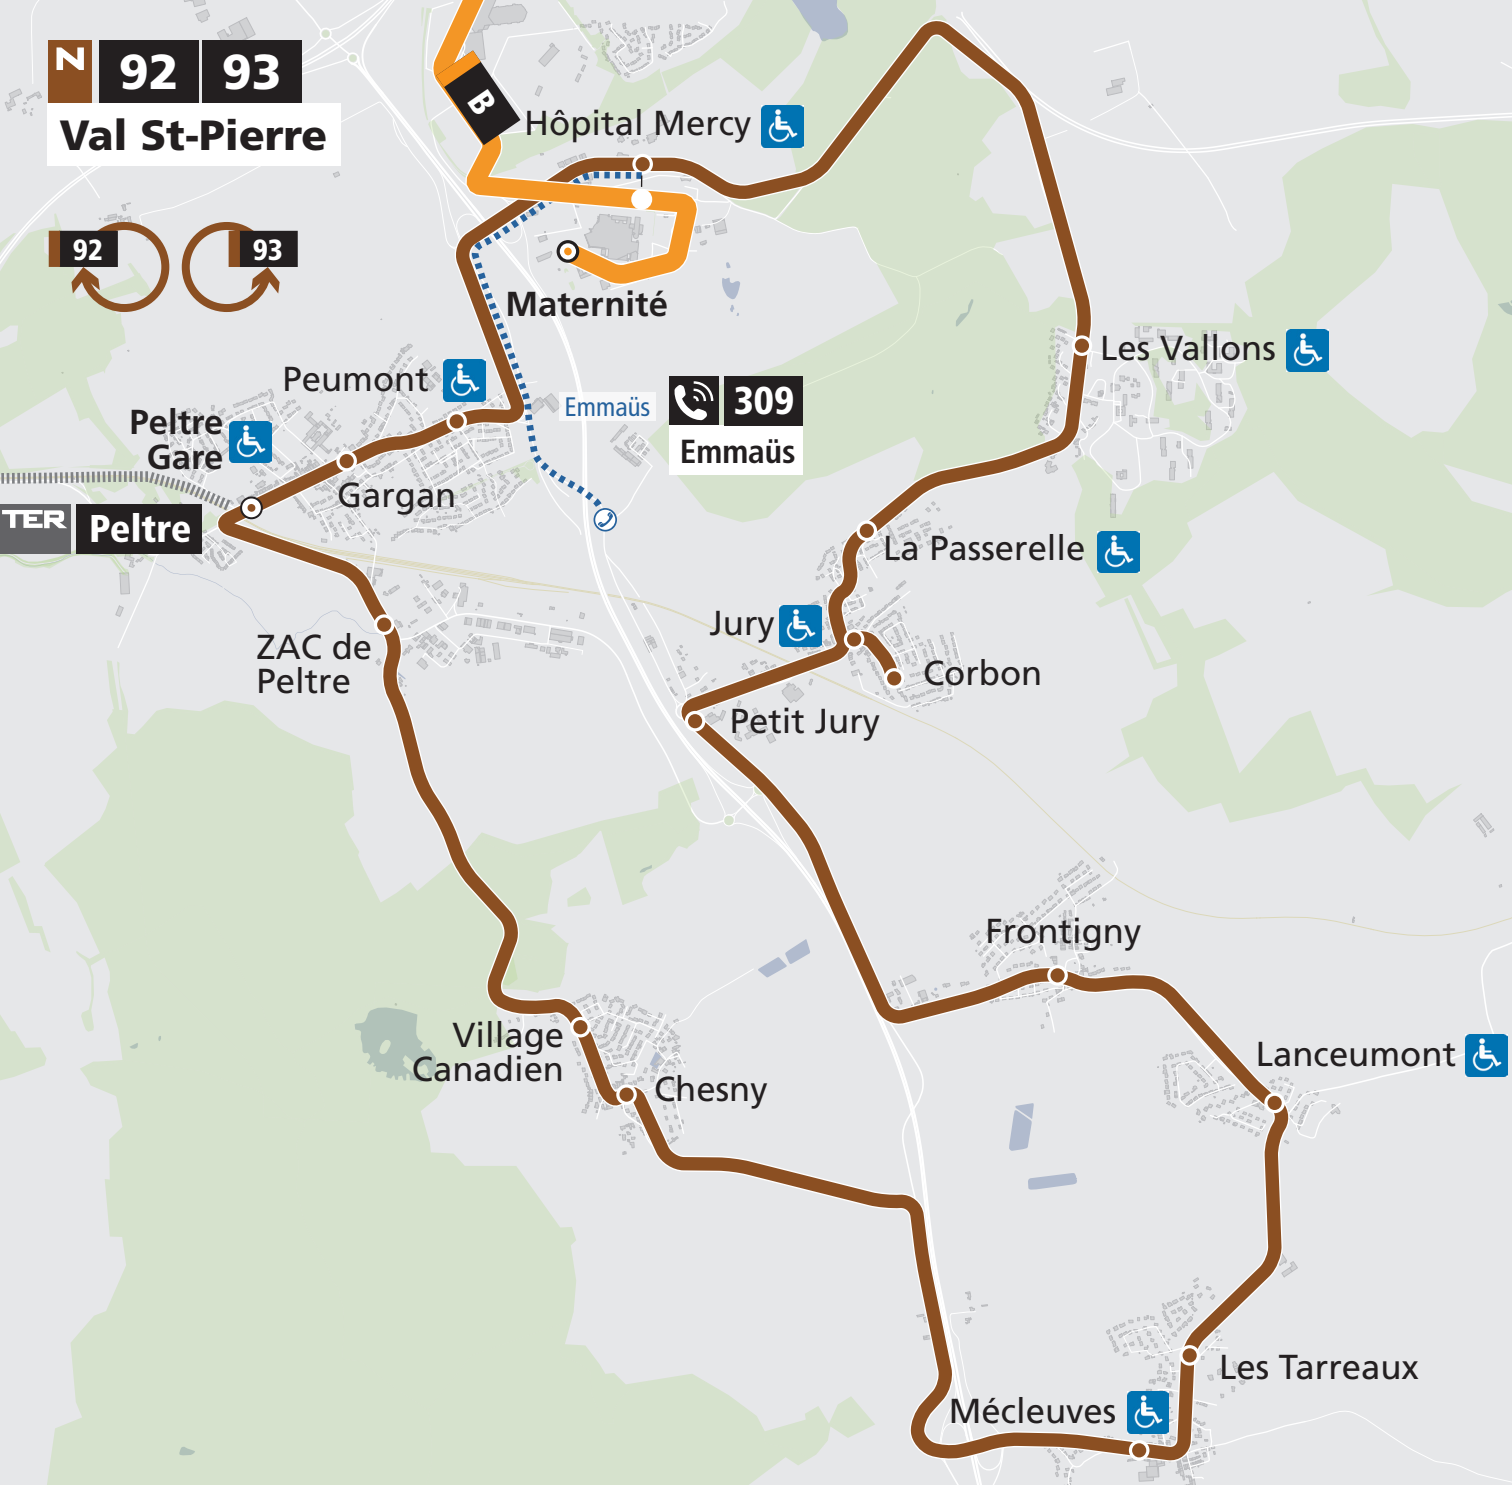 N 92 93
Val St-Pierre
92 93
B
Hôpital Mercy
Maternité
Les Vallons
Peumont
Emmaüs
309
Emmaüs
Peltre
Gare
Gargan
TER Peltre
La Passerelle
Jury
ZAC de
Peltre
Corbon
Petit Jury
Frontigny
Village
Canadien
Lanceumont
Chesny
Les Tarreaux
Mécleuves